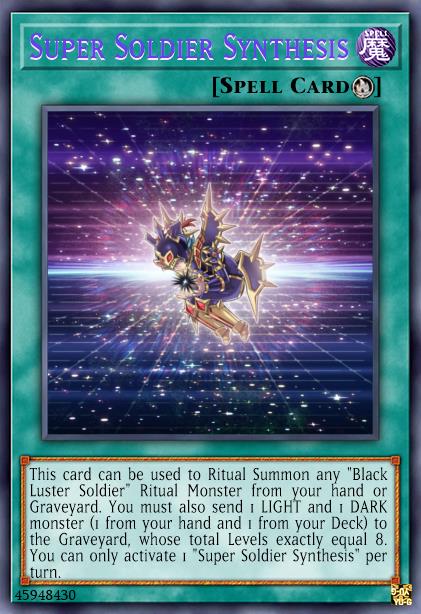 Super Soldier Synthesis
SPELL
魔
[Spell Card]
This card can be used to Ritual Summon any "Black
Luster Soldier" Ritual Monster from your hand or
Graveyard. You must also send 1 LIGHT and 1 DARK
monster (1 from your hand and 1 from your Deck) to
the Graveyard, whose total Levels exactly equal 8.
You can only activate 1 "Super Soldier Synthesis" per
turn.
45948430